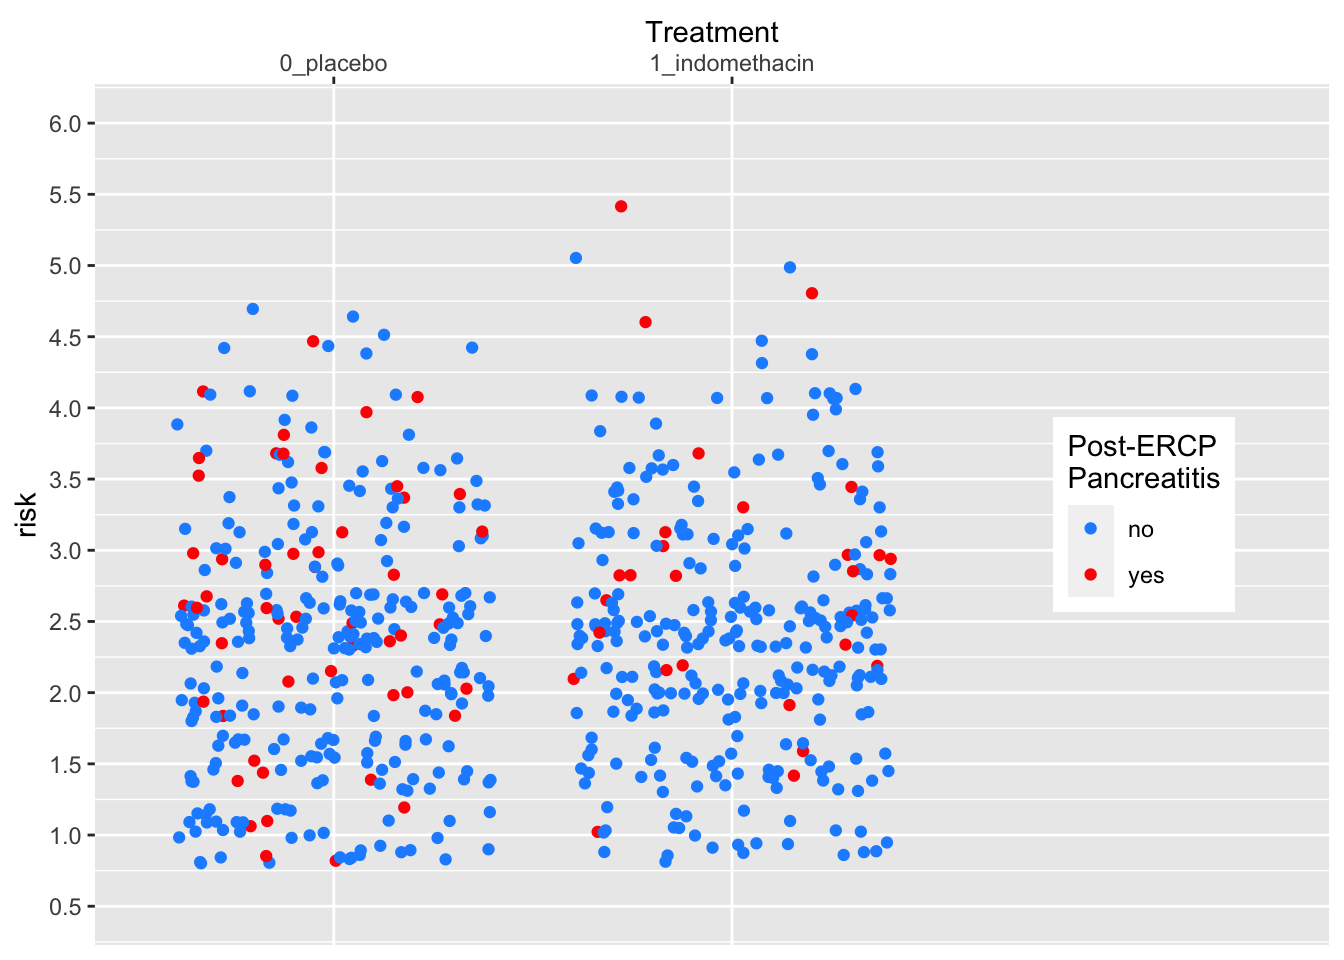 Treatment
0_placebo 1_indomethacin
6.0
5.5
5.0
4.5
4.0
3.5
3.0
2.5
2.0
1.5
1.0
0.5
risk
Post-ERCP
Pancreatitis
no
yes